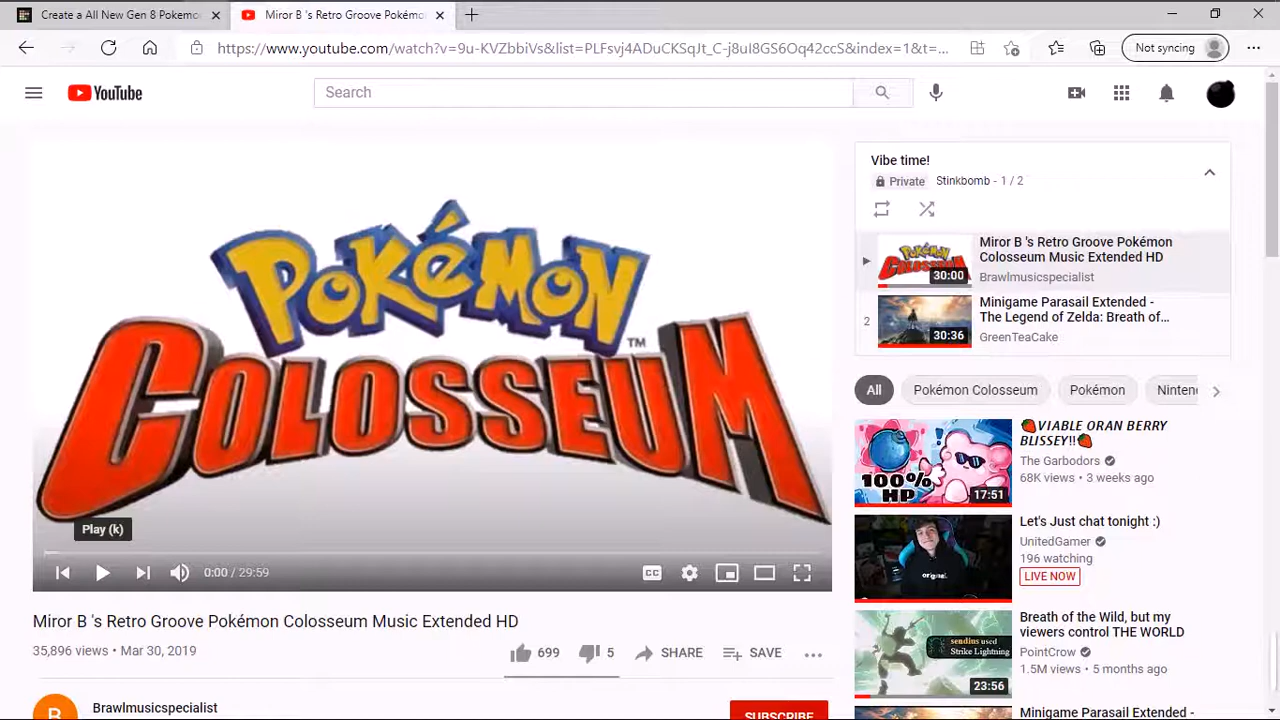 Create a All New Gen 8 Pokemo
Miror B 's Retro Groove Pokémo
Not syncing
https://www.youtube.com/watch?v=9u-KVZbbiVs&list=PLFsvj4ADuCKSqJt_C-j8uI8GS6Oq42ccS&index=1&t=...
YouTube
Search
POKéMON
COLOSSEUM
TM
Play (k)
0:00 / 29:59
CC
Miror B 's Retro Groove Pokémon Colosseum Music Extended HD
35,896 views • Mar 30, 2019
699
5
SHARE
SAVE
B
Brawlmusicspecialist
SUBSCRIBE
Vibe time!
Private
Stinkbomb - 1 / 2
30:00
Miror B 's Retro Groove Pokémon
Colosseum Music Extended HD
Brawlmusicspecialist
2
30:36
Minigame Parasail Extended -
The Legend of Zelda: Breath of...
GreenTeaCake
All
Pokémon Colosseum
Pokémon
Ninten
100%
HP
17:51
🍓VIABLE ORAN BERRY
BLISSEY!!🍓
The Garbodors
68K views • 3 weeks ago
original.
Let's Just chat tonight :)
UnitedGamer
196 watching
LIVE NOW
sendius used
Strike Lightning
23:56
Breath of the Wild, but my
viewers control THE WORLD
PointCrow
1.5M views • 5 months ago
Minigame Parasail Extended -